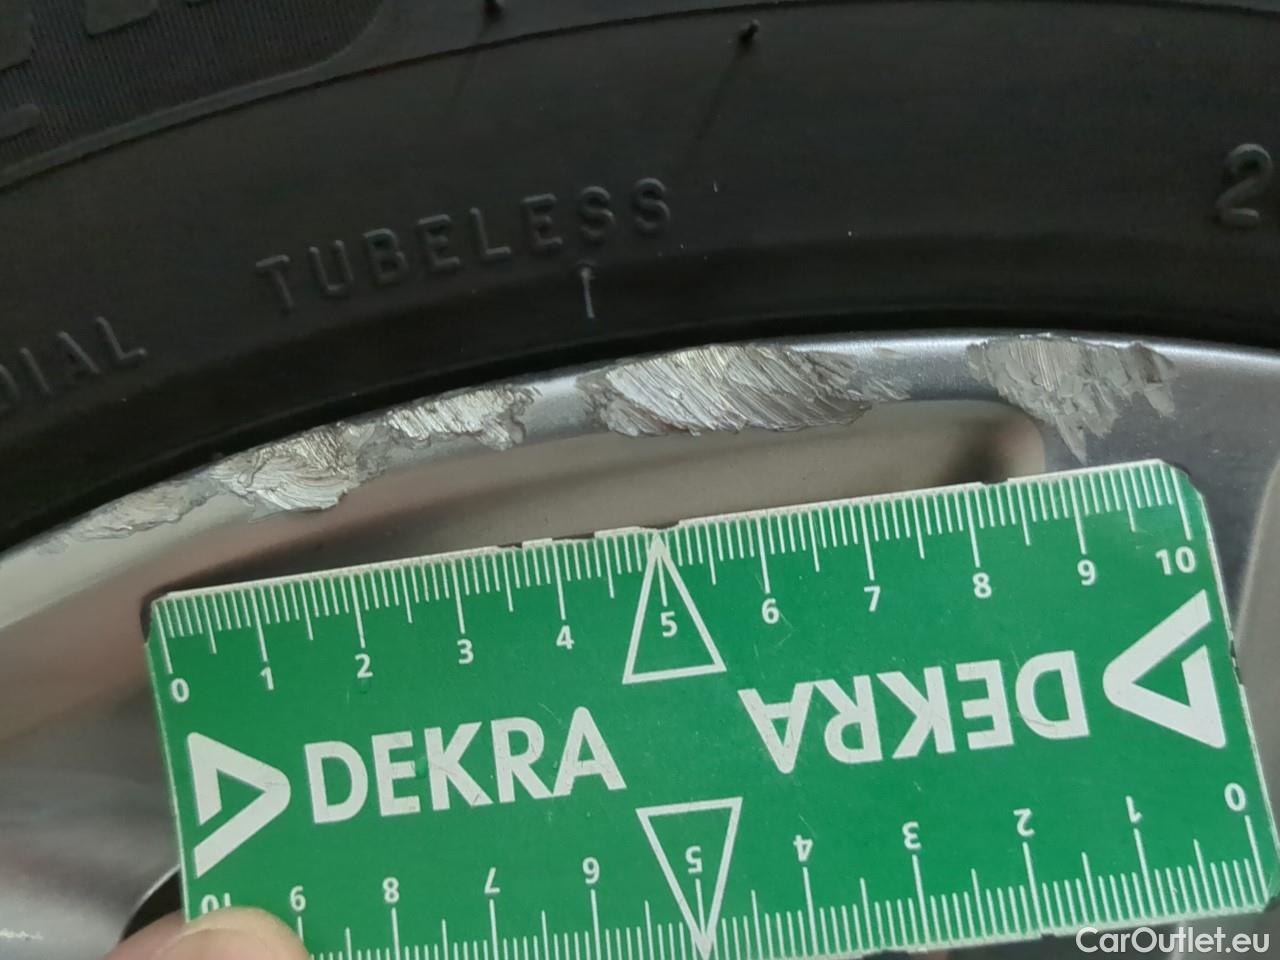 TUBELESS
DIAL
2
0 1 2 3 4 5 6 7 8 9 10
DEKRA
DEKRA
10 9 8 7 6 5 4 3 2 1 0
CarOutlet.eu